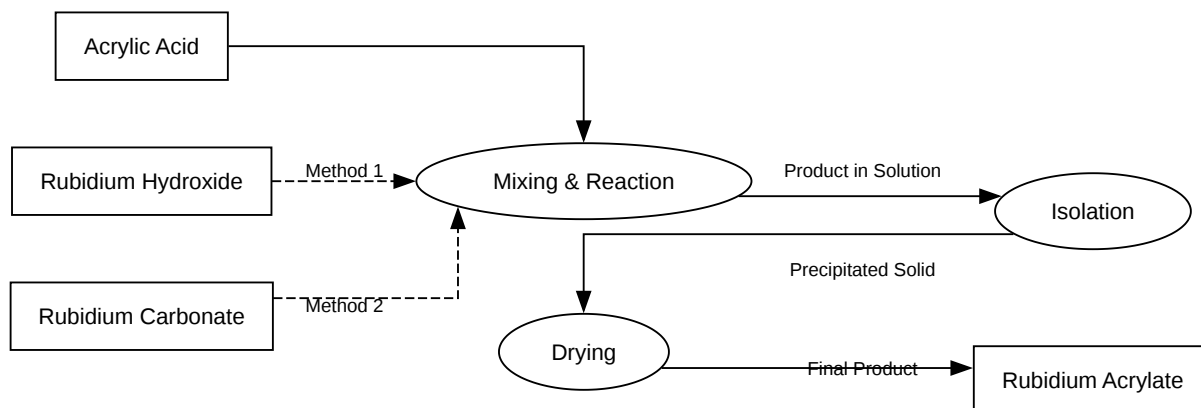 Acrylic Acid
Rubidium Hydroxide
Method 1
Mixing & Reaction
Product in Solution
Isolation
Precipitated Solid
Rubidium Carbonate
Method 2
Drying
Final Product
Rubidium Acrylate